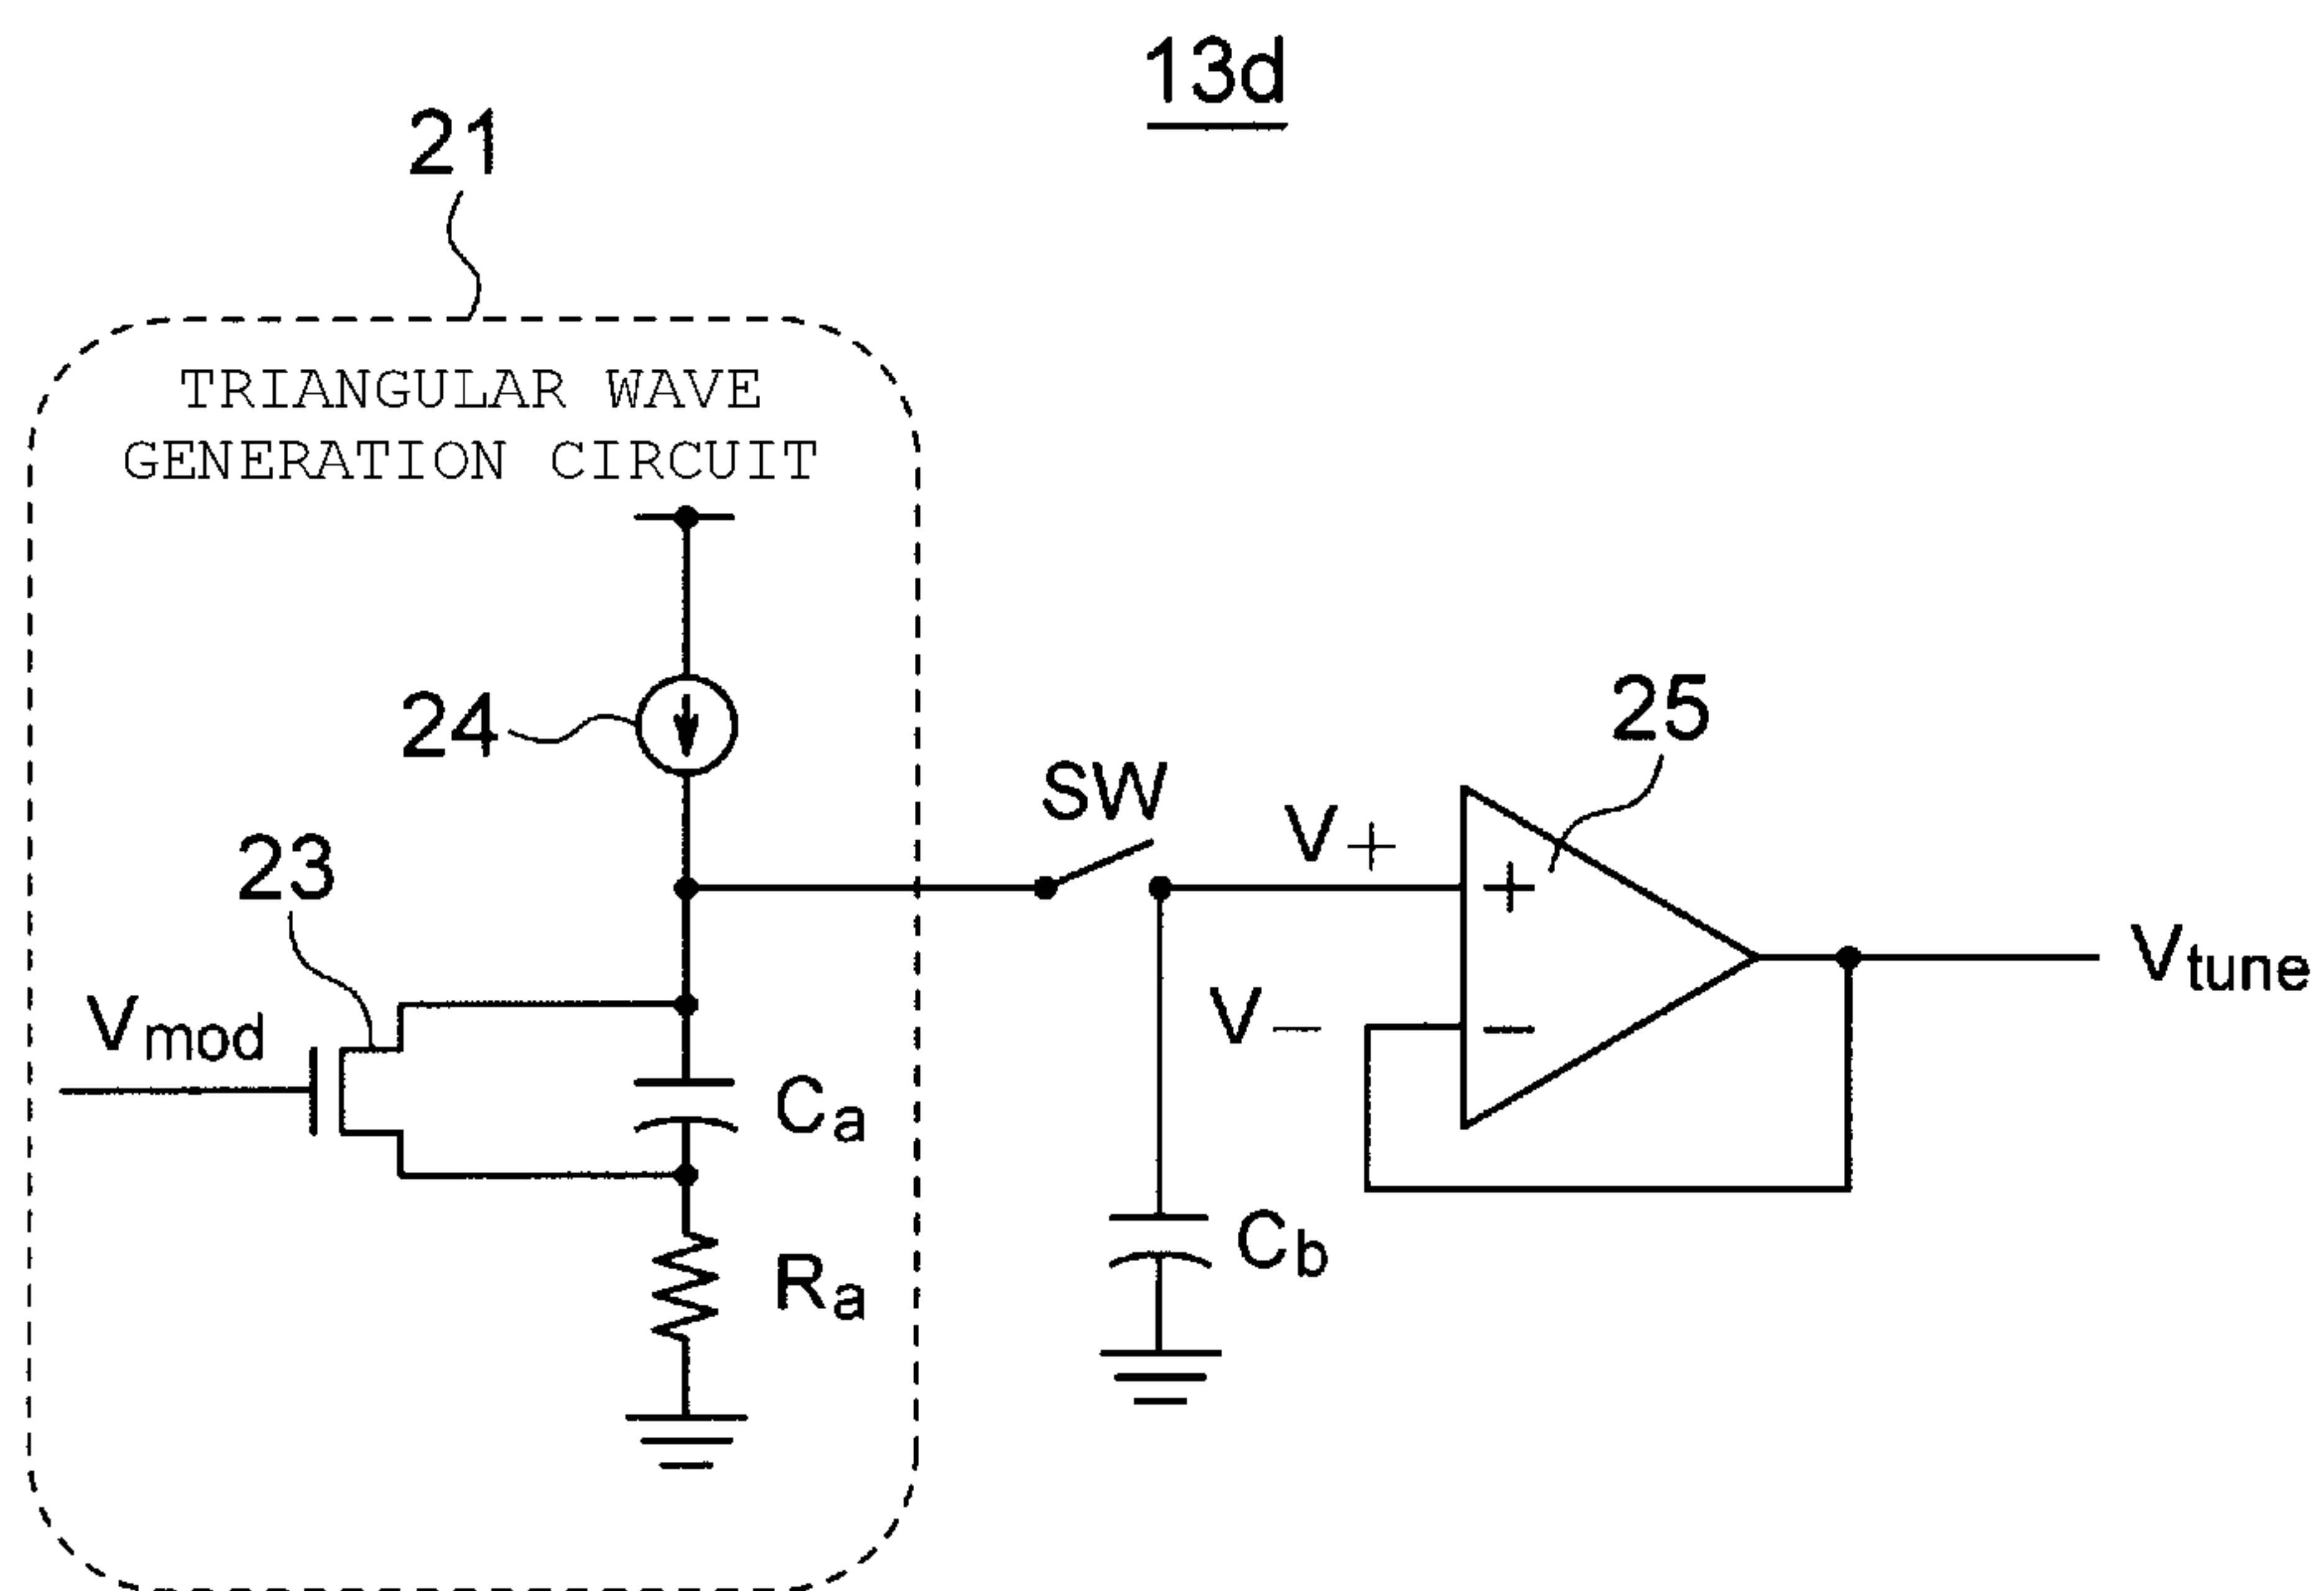 13d
21
TRIANGULAR WAVE
GENERATION CIRCUIT
24
25
SW
V+
+
23
Vtune
Vmod
V−
−
Ca
Cb
Ra